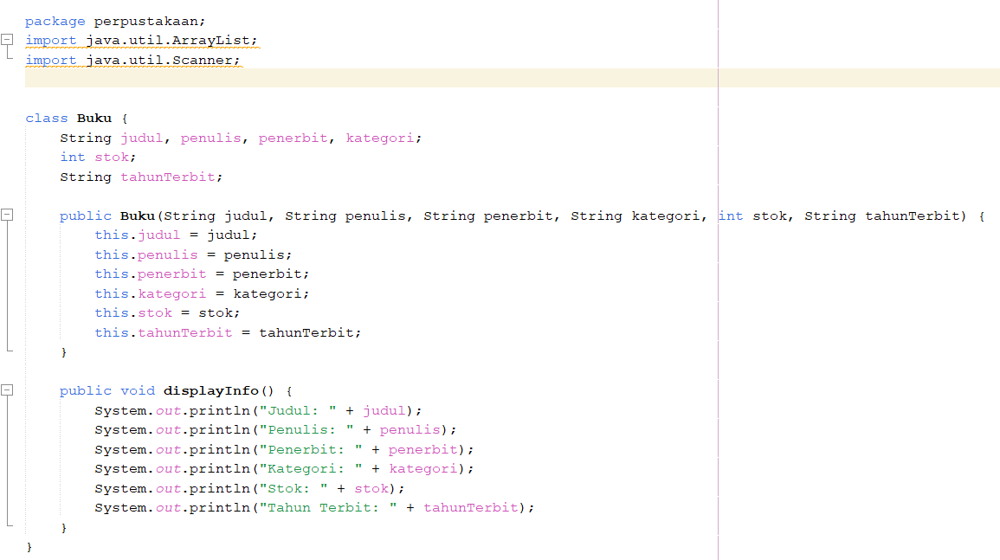 package perpustakaan;
import java.util.ArrayList;
import java.util.Scanner;
class Buku {
String judul, penulis, penerbit, kategori;
int stok;
String tahunTerbit;
public Buku(String judul, String penulis, String penerbit, String kategori, int stok, String tahunTerbit) {
this.judul = judul;
this.penulis = penulis;
this.penerbit = penerbit;
this.kategori = kategori;
this.stok = stok;
this.tahunTerbit = tahunTerbit;
}
public void displayInfo() {
System.out.println("Judul: " + judul);
System.out.println("Penulis: " + penulis);
System.out.println("Penerbit: " + penerbit);
System.out.println("Kategori: " + kategori);
System.out.println("Stok: " + stok);
System.out.println("Tahun Terbit: " + tahunTerbit);
}
}